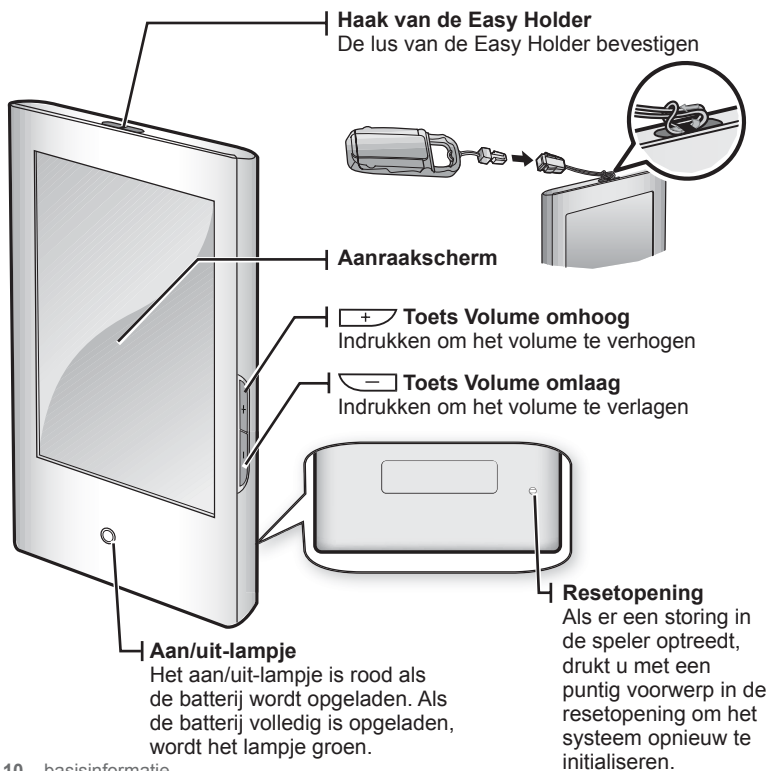 Haak van de Easy Holder
De lus van de Easy Holder bevestigen
Aanraakscherm
+ Toets Volume omhoog
Indrukken om het volume te verhogen
— Toets Volume omlaag
Indrukken om het volume te verlagen
Resetopening
Als er een storing in
de speler optreedt,
drukt u met een
puntig voorwerp in de
resetopening om het
systeem opnieuw te
initialiseren.
Aan/uit-lampje
Het aan/uit-lampje is rood als
de batterij wordt opgeladen. Als
de batterij volledig is opgeladen,
wordt het lampje groen.
10 basisinformatie